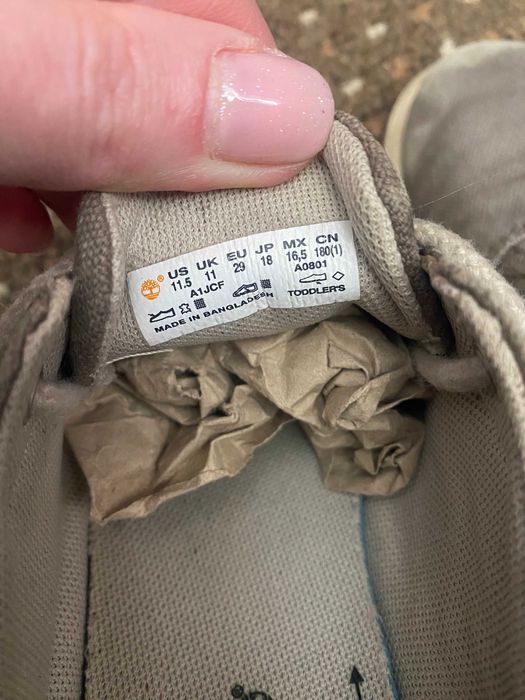 US UK EU JP MX CN
11.5 11 29 18 16,5 180(1)
A1JCF A0801
TODDLER'S
MADE IN BANGLADESH